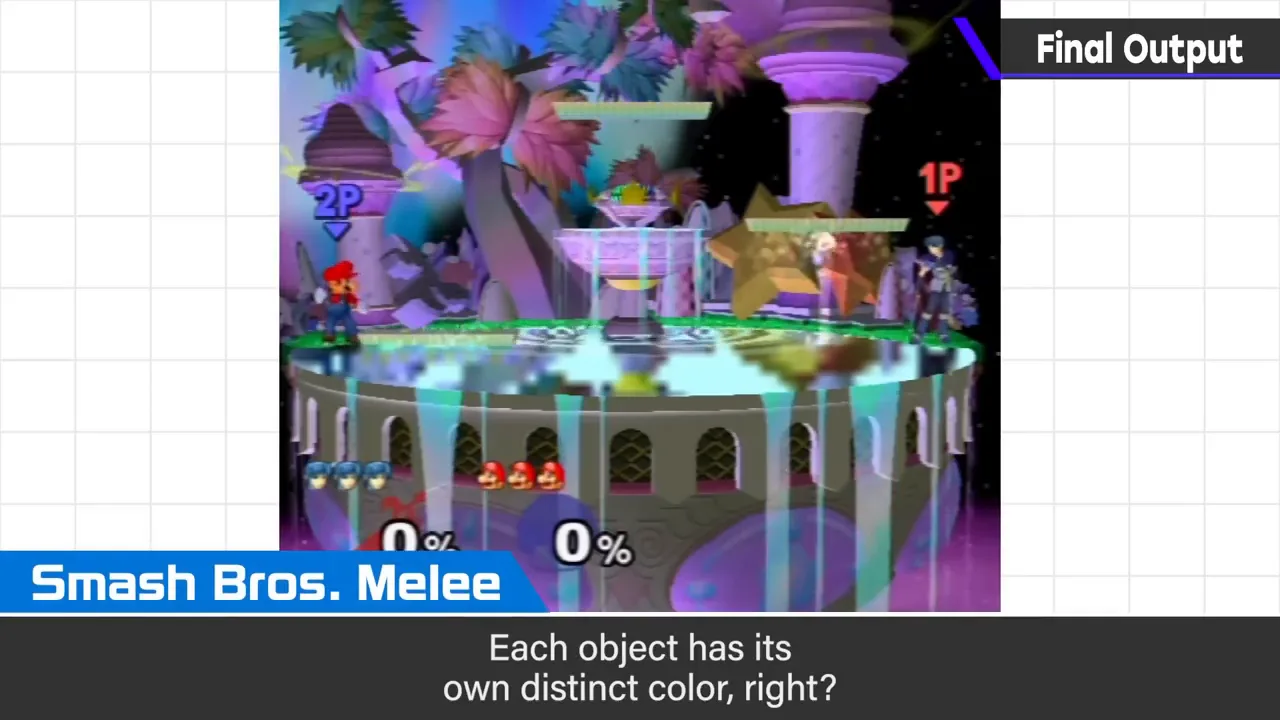 Final Output
2P
1P
0%
0%
Smash Bros. Melee
Each object has its
own distinct color, right?